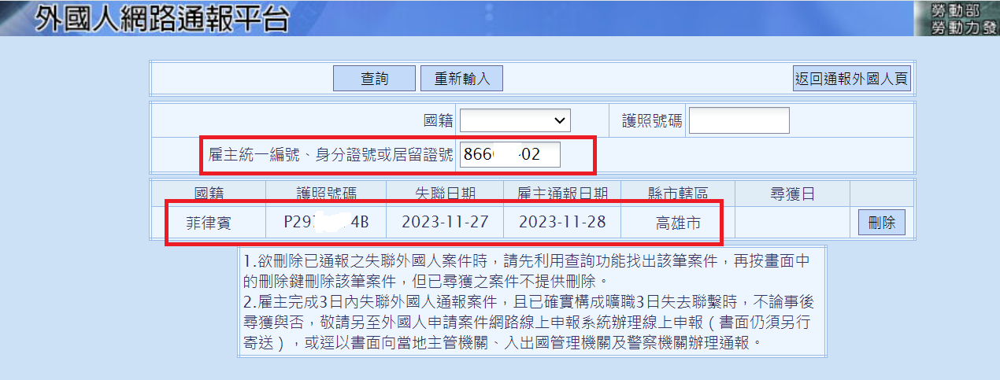 外國人網路通報平台
勞動部
勞動力發
查詢 重新輸入 返回通報外國人頁
國籍 護照號碼
雇主統一編號、身分證號或居留證號 866 -02
國籍 護照號碼 失聯日期 雇主通報日期 縣市轄區 尋獲日
菲律賓 P297 4B 2023-11-27 2023-11-28 高雄市 刪除
1.欲刪除已通報之失聯外國人案件時，請先利用查詢功能找出該筆案件，再按畫面中
的刪除鍵刪除該筆案件，但已尋獲之案件不提供刪除。
2.雇主完成3日內失聯外國人通報案件，且已確實構成曠職3日失去聯繫時，不論事後
尋獲與否，敬請另至外國人申請案件網路線上申報系統辦理線上申報（書面仍須另行
寄送），或逕以書面向當地主管機關、入出國管理機關及警察機關辦理通報。